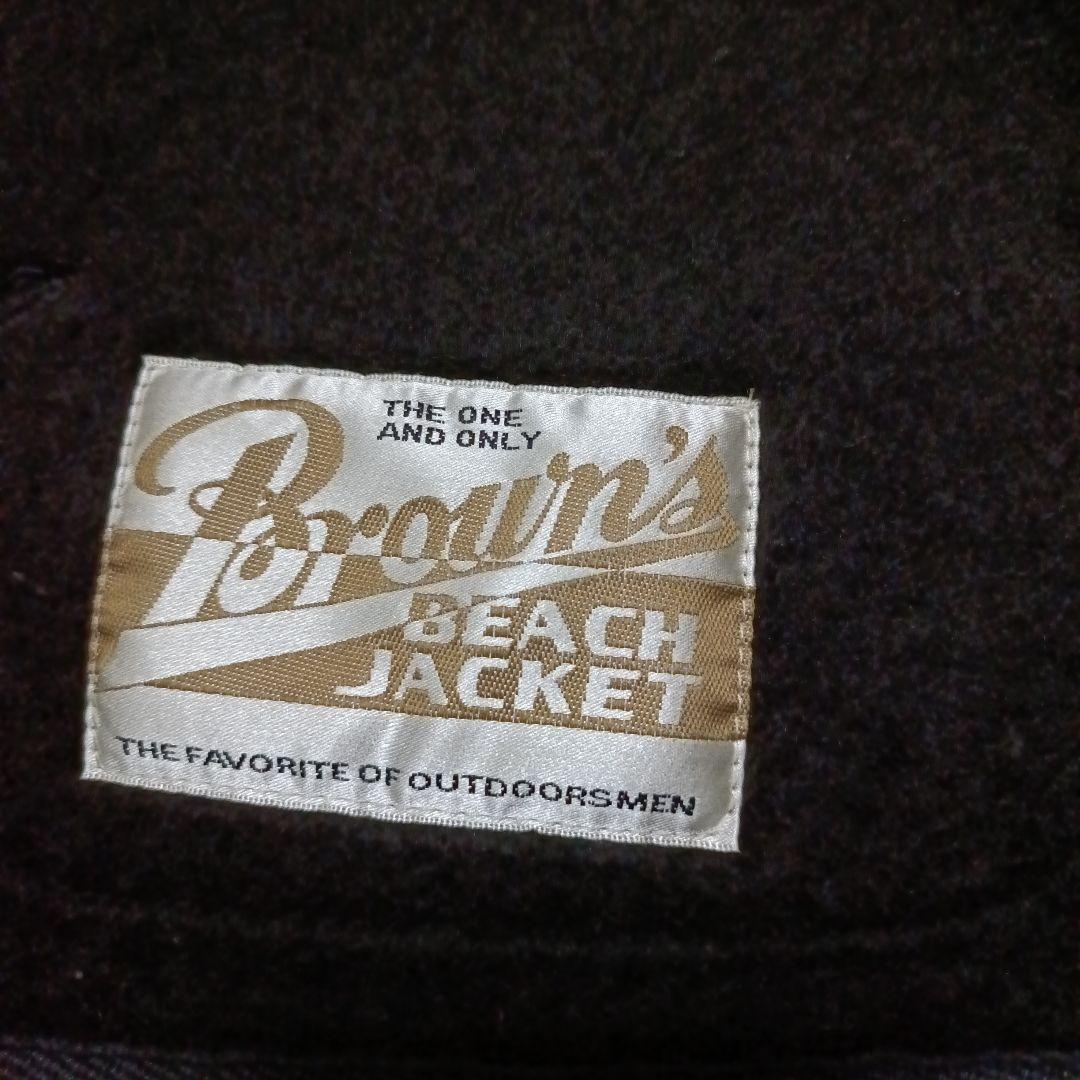 THE ONE
AND ONLY
Brown's
BEACH
JACKET
THE FAVORITE OF OUTDOORSMEN